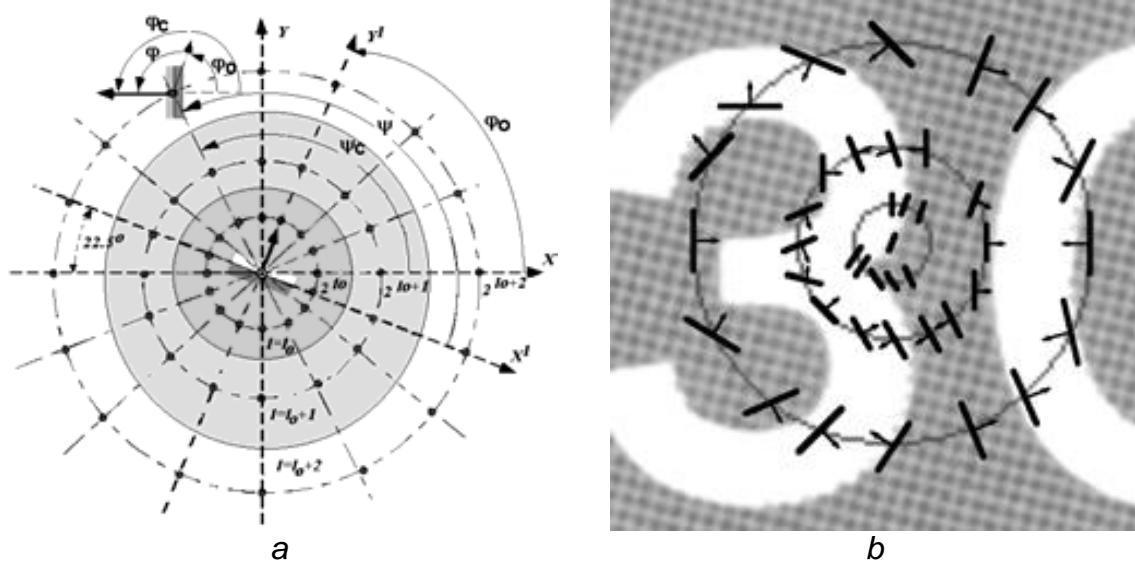 φc
φ
φo
Y
Y¹
ψ
ψc
φo
22.5°
2^lo
2^lo+1
2^lo+2
X
l=lo
X¹
l=lo+1
l=lo+2
a
b